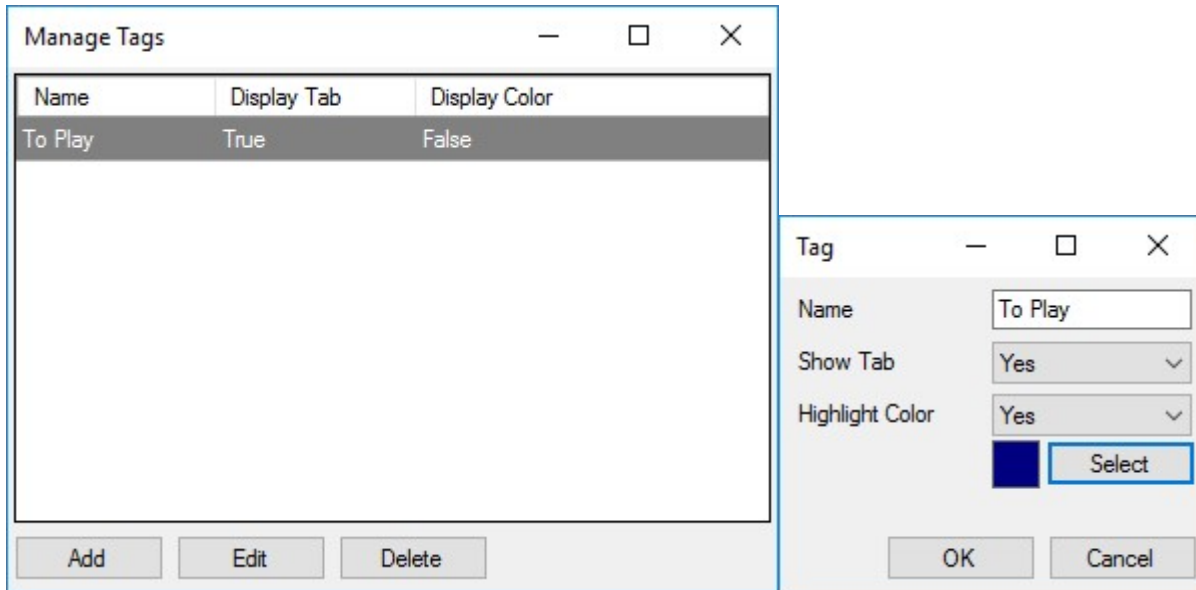 Manage Tags
Name Display Tab Display Color
To Play True False
Add Edit Delete
Tag
Name To Play
Show Tab Yes
Highlight Color Yes
Select
OK Cancel